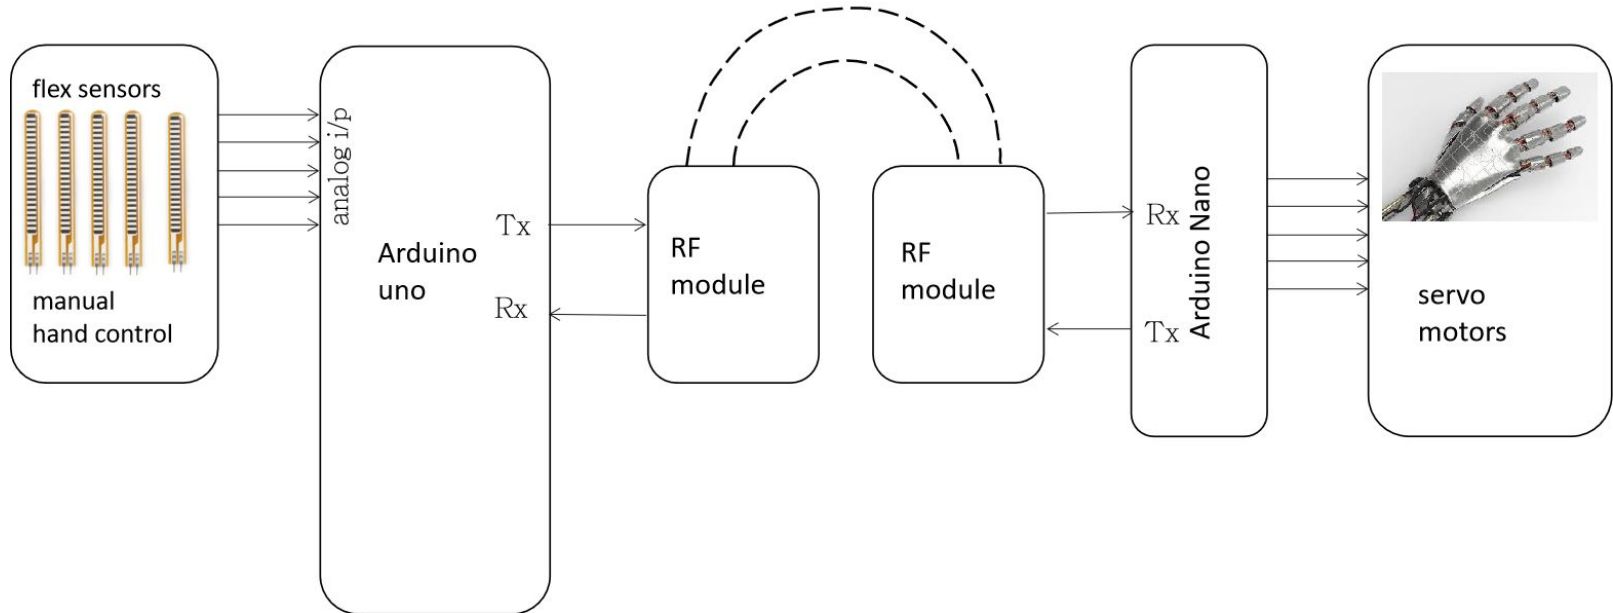 flex sensors
manual
hand control
analog i/p
Arduino
uno
Tx
Rx
RF
module
RF
module
Rx
Tx
Arduino Nano
servo
motors